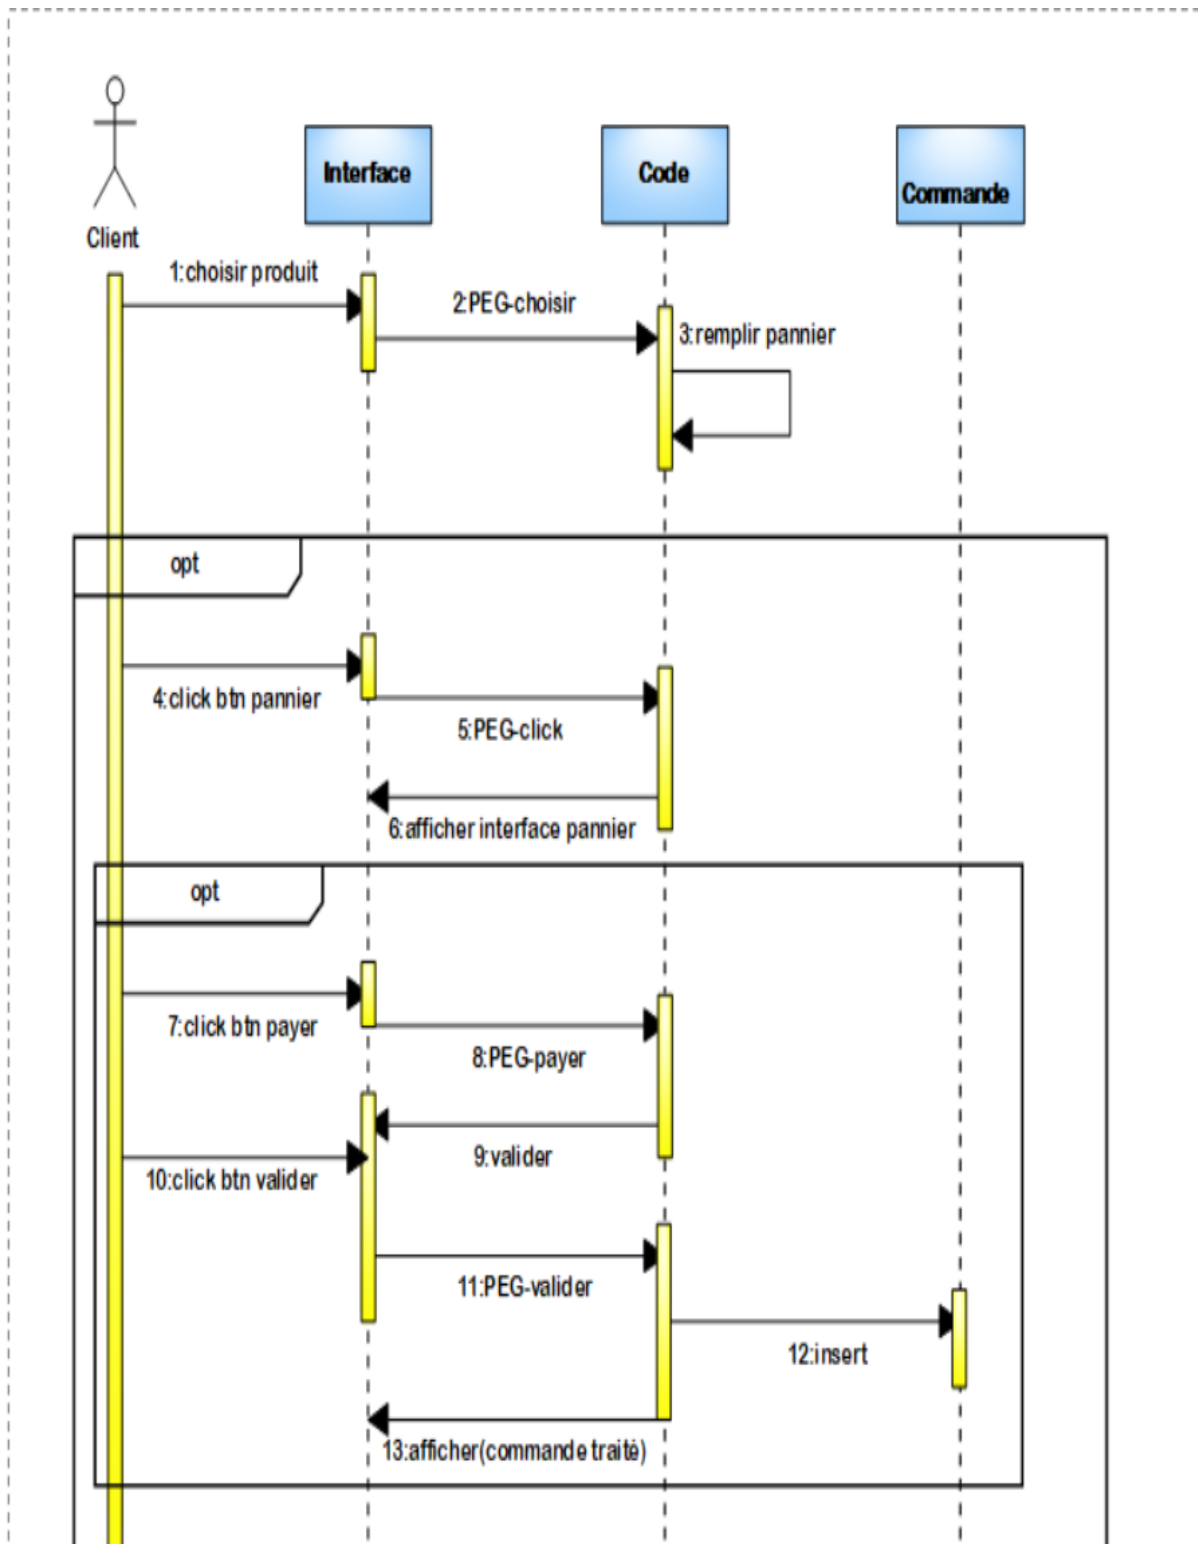 Interface
Code
Commande
Client
1:choisir produit
2:PEG-choisir
3:remplir pannier
opt
4:click btn pannier
5:PEG-click
6:afficher interface pannier
opt
7:click btn payer
8:PEG-payer
9:valider
10:click btn valider
11:PEG-valider
12:insert
13:afficher(commande traité)